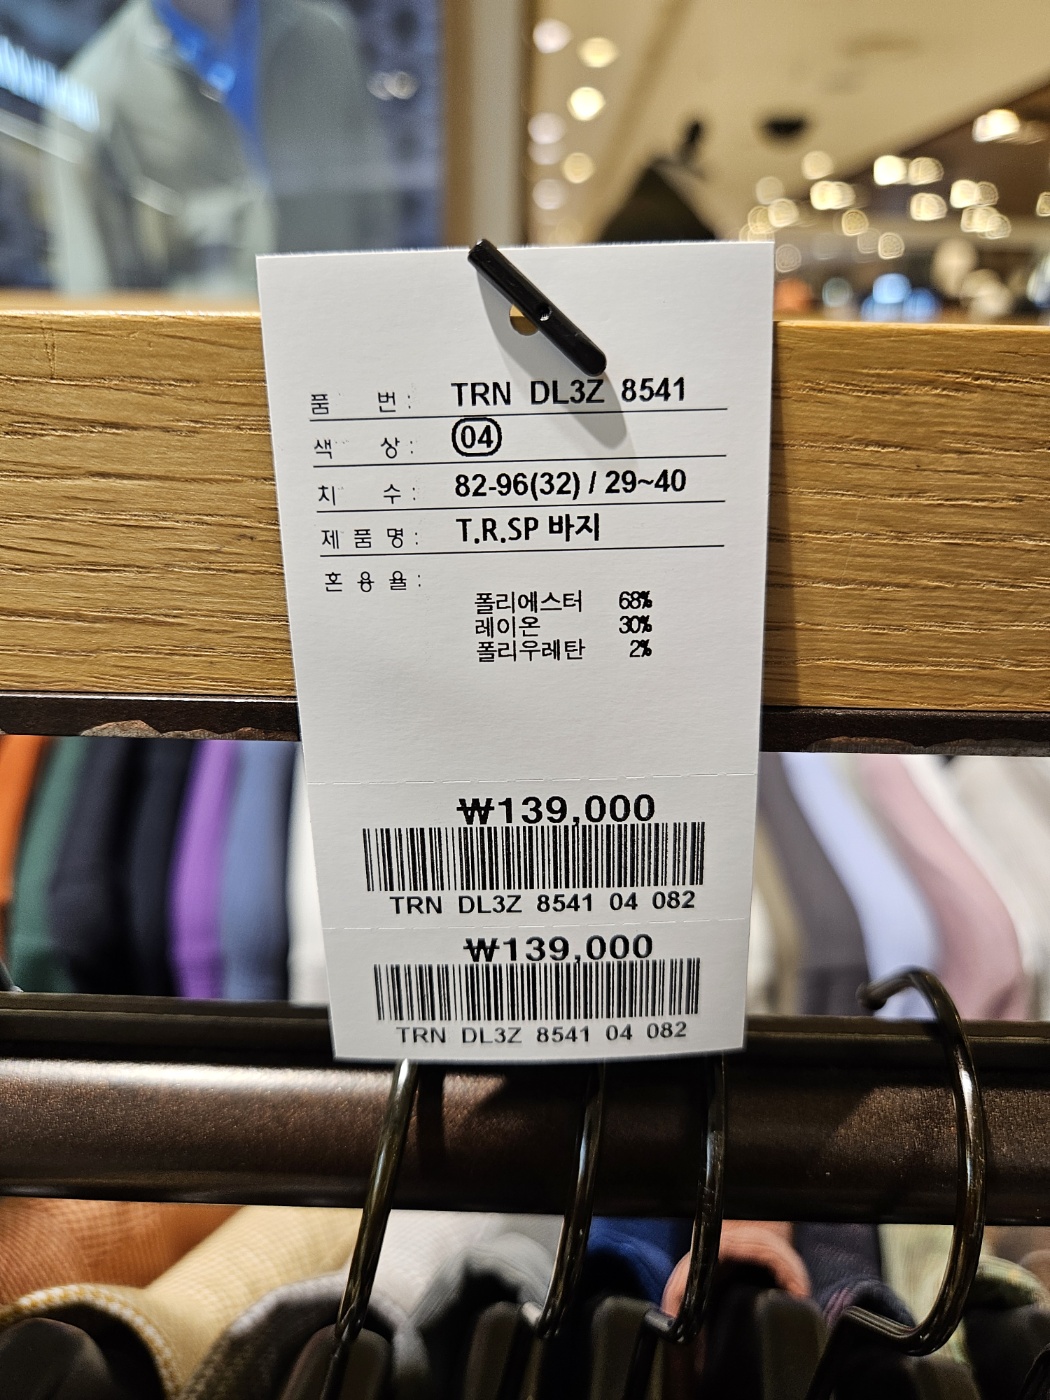 품 번 : TRN DL3Z 8541
색 상 : 04
치 수 : 82-96(32) / 29~40
제 품 명 : T.R.SP 바지
혼 용 율 :
폴리에스터 68%
레이온 30%
폴리우레탄 2%
₩139,000
TRN DL3Z 8541 04 082
₩139,000
TRN DL3Z 8541 04 082